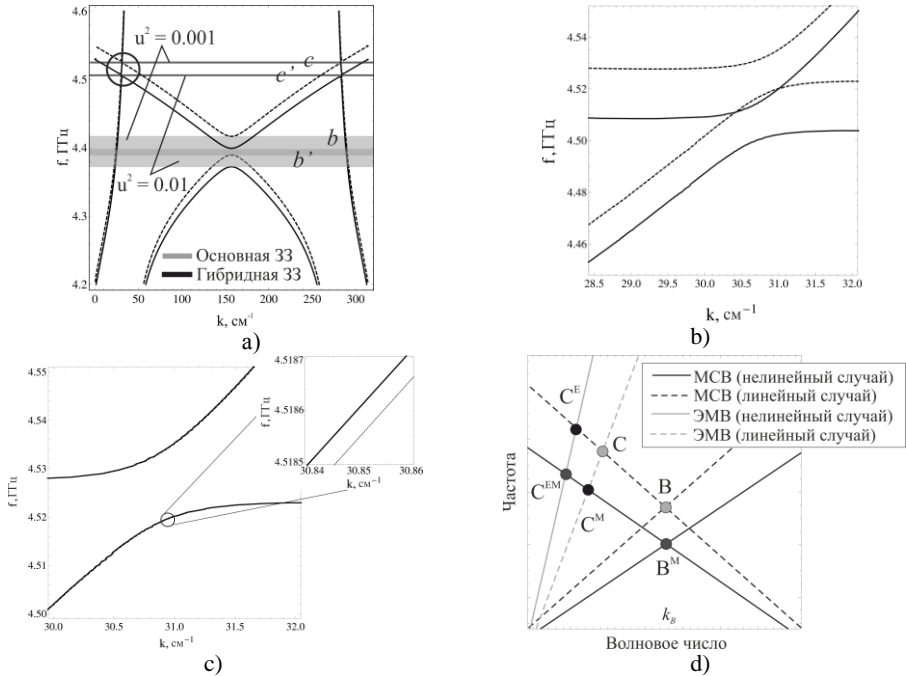 4.6
4.5
4.4
4.3
4.2
f, ГГц
u² = 0.001
c
c'
b
b'
u² = 0.01
Основная ЗЗ
Гибридная ЗЗ
0 50 100 150 200 250 300
k, см⁻¹
a)
4.54
4.52
4.50
4.48
4.46
f, ГГц
28.5 29.0 29.5 30.0 30.5 31.0 31.5 32.0
k, см⁻¹
b)
4.55
4.54
4.53
4.52
4.51
4.50
f, ГГц
30.0 30.5 31.0 31.5 32.0
k, см⁻¹
4.5187
4.5186
4.5185
f, ГГц
30.84 30.85 30.86
k, см⁻¹
c)
МСВ (нелинейный случай)
МСВ (линейный случай)
ЭМВ (нелинейный случай)
ЭМВ (линейный случай)
Cᴱ
C
Cᴱᴹ
Cᴹ
B
Bᴹ
k_B
Частота
Волновое число
d)